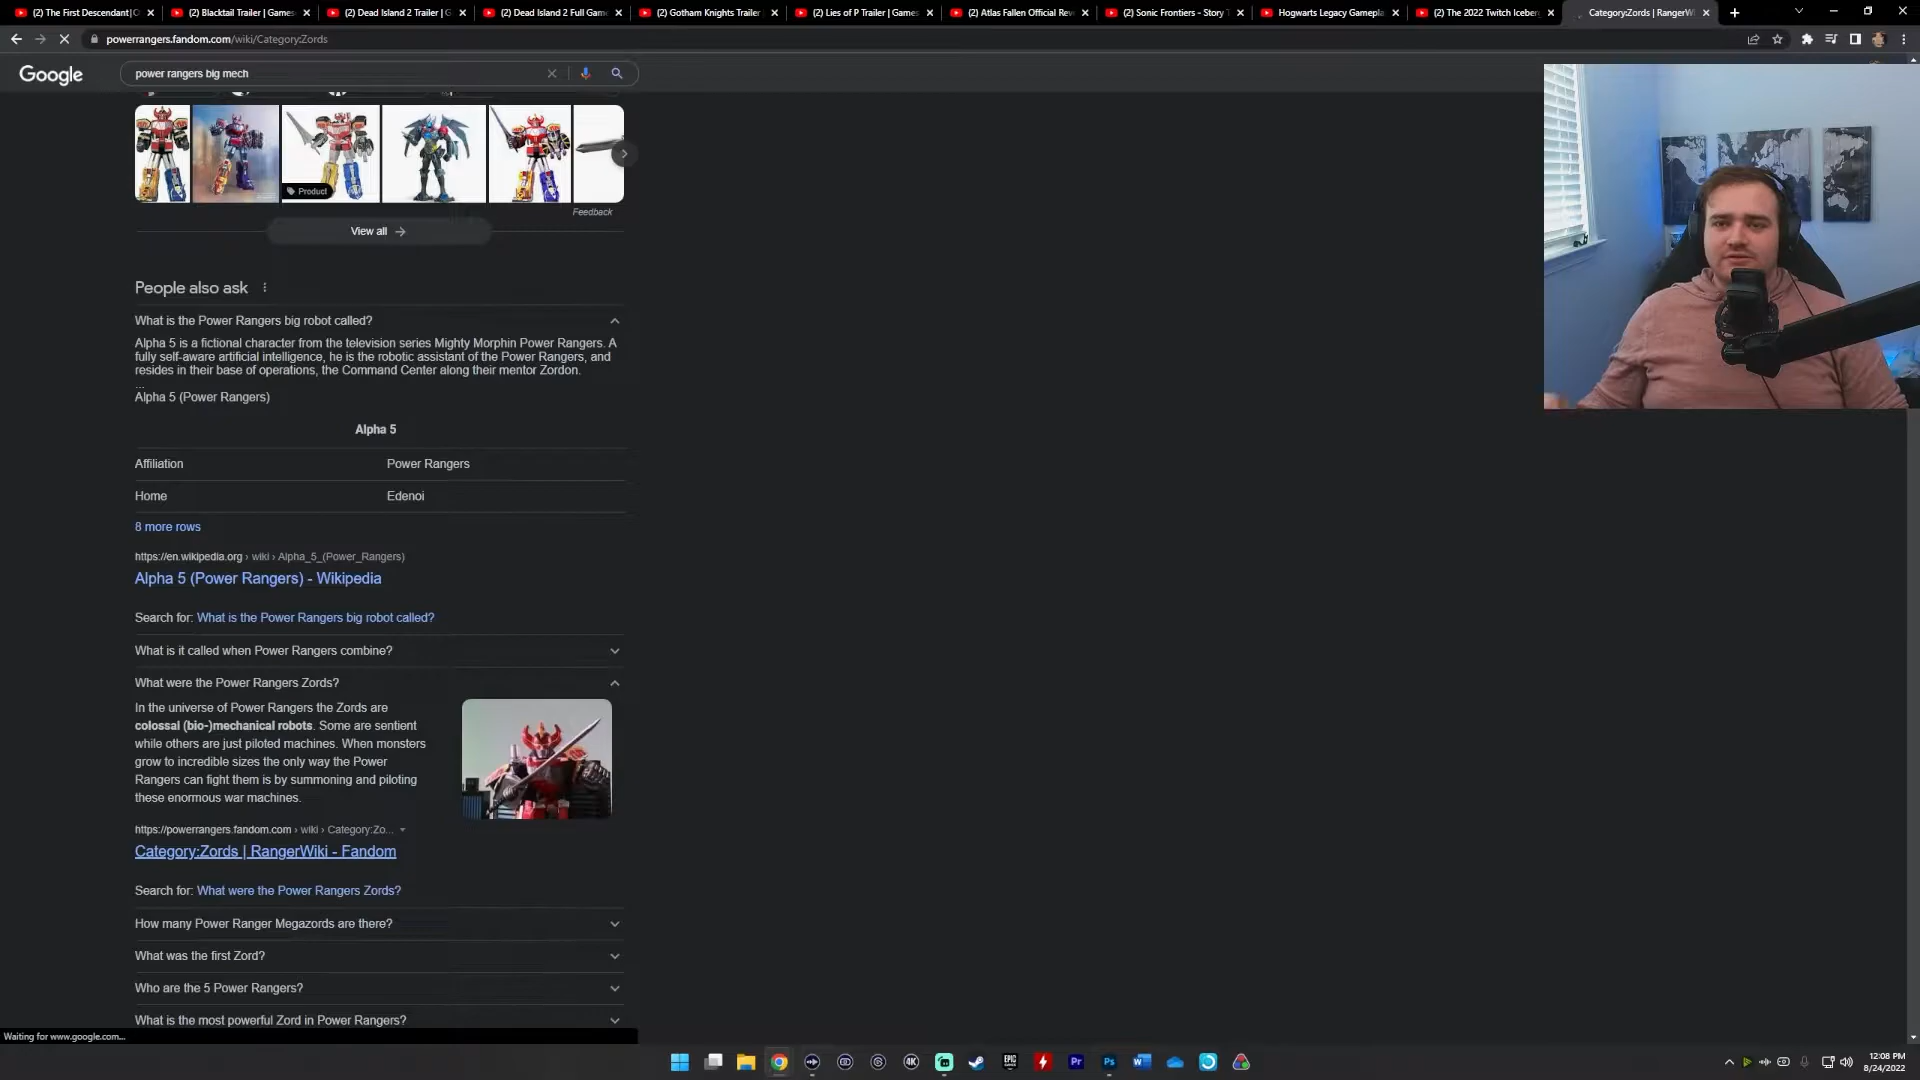 (2) The First Descendant| C
(2) Blacktail Trailer | Games
(2) Dead Island 2 Trailer | G
(2) Dead Island 2 Full Gam
(2) Gotham Knights Trailer
(2) Lies of P Trailer | Games
(2) Atlas Fallen Official Rev
(2) Sonic Frontiers - Story T
Hogwarts Legacy Gamepla
(2) The 2022 Twitch Iceberg
Category:Zords | RangerWi
powerrangers.fandom.com/wiki/Category:Zords
Google
power rangers big mech
Product
Feedback
View all
People also ask
What is the Power Rangers big robot called?
Alpha 5 is a fictional character from the television series Mighty Morphin Power Rangers. A
fully self-aware artificial intelligence, he is the robotic assistant of the Power Rangers, and
resides in their base of operations, the Command Center along their mentor Zordon.
...
Alpha 5 (Power Rangers)
Alpha 5
Affiliation Power Rangers
Home Edenoi
8 more rows
https://en.wikipedia.org › wiki › Alpha_5_(Power_Rangers)
Alpha 5 (Power Rangers) - Wikipedia
Search for: What is the Power Rangers big robot called?
What is it called when Power Rangers combine?
What were the Power Rangers Zords?
In the universe of Power Rangers the Zords are
colossal (bio-)mechanical robots. Some are sentient
while others are just piloted machines. When monsters
grow to incredible sizes the only way the Power
Rangers can fight them is by summoning and piloting
these enormous war machines.
https://powerrangers.fandom.com › wiki › Category:Zo...
Category:Zords | RangerWiki - Fandom
Search for: What were the Power Rangers Zords?
How many Power Ranger Megazords are there?
What was the first Zord?
Who are the 5 Power Rangers?
What is the most powerful Zord in Power Rangers?
Waiting for www.google.com...
4K
EPIC
Pr
Ps
W
12:08 PM
8/24/2022